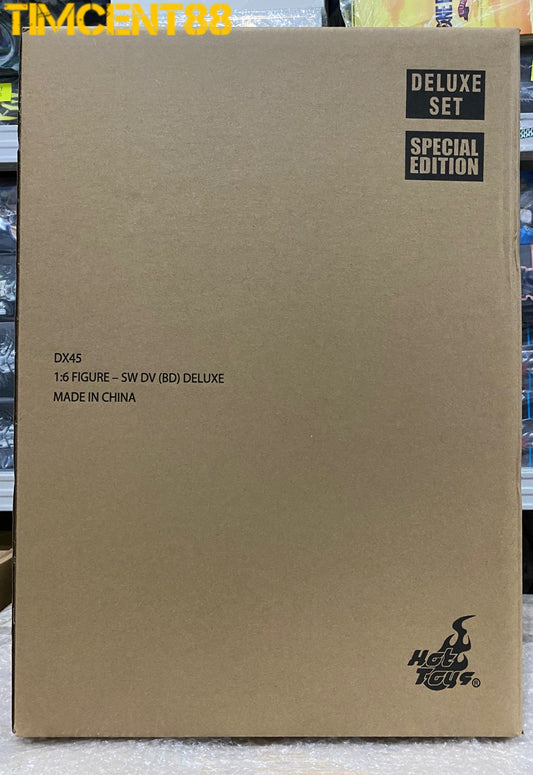 TIMCENT88
DELUXE
SET
SPECIAL
EDITION
DX45
1:6 FIGURE – SW DV (BD) DELUXE
MADE IN CHINA
Hot
Toys®